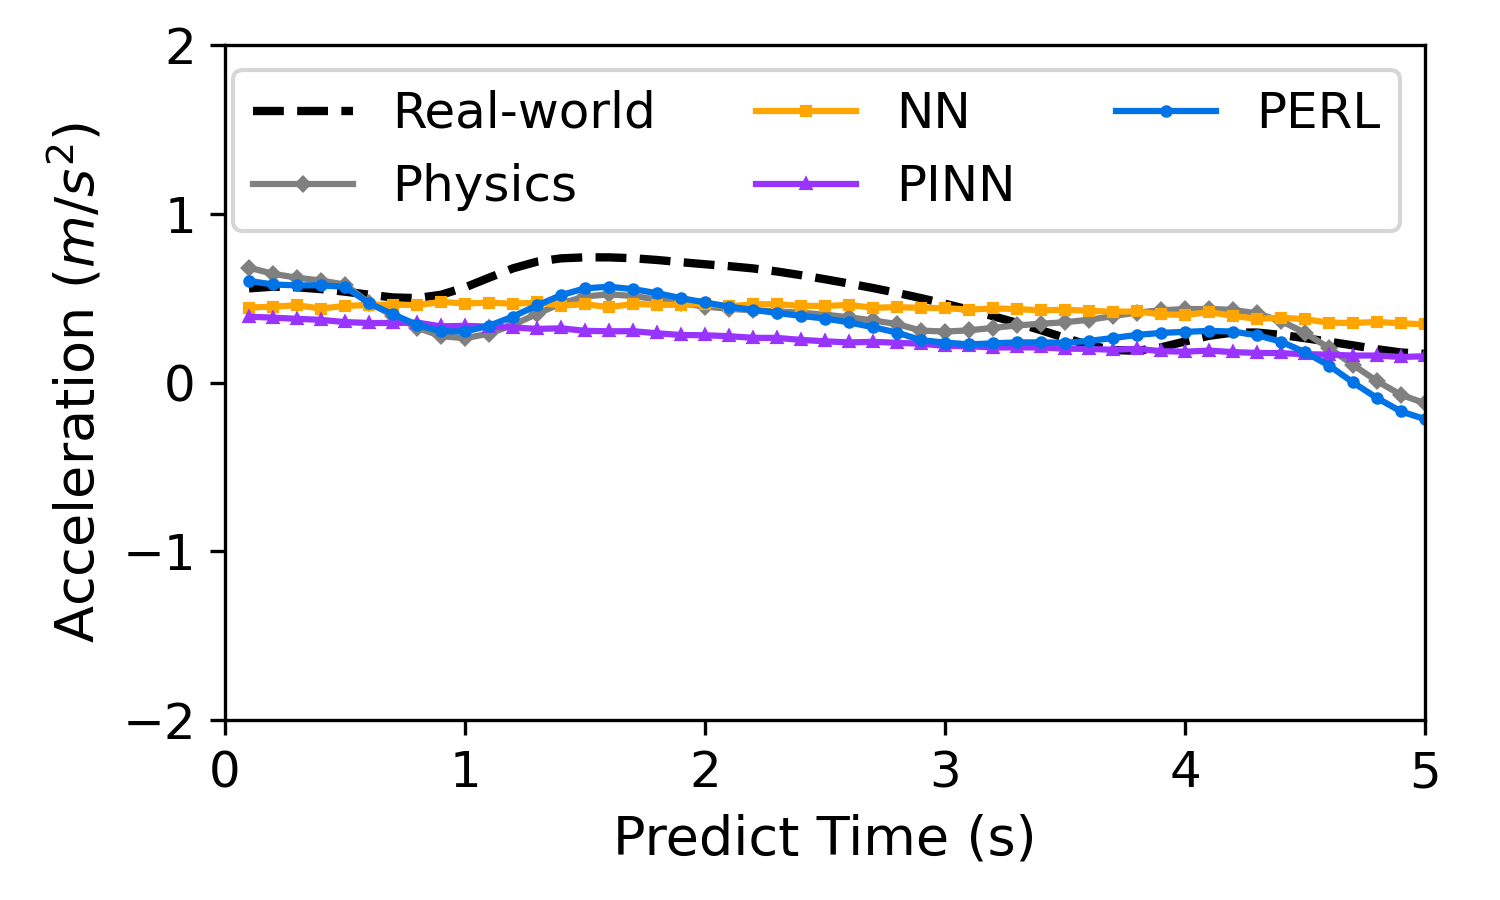 2
1
0
−1
−2
Acceleration (m/s²)
Real-world
Physics
NN
PINN
PERL
0 1 2 3 4 5
Predict Time (s)